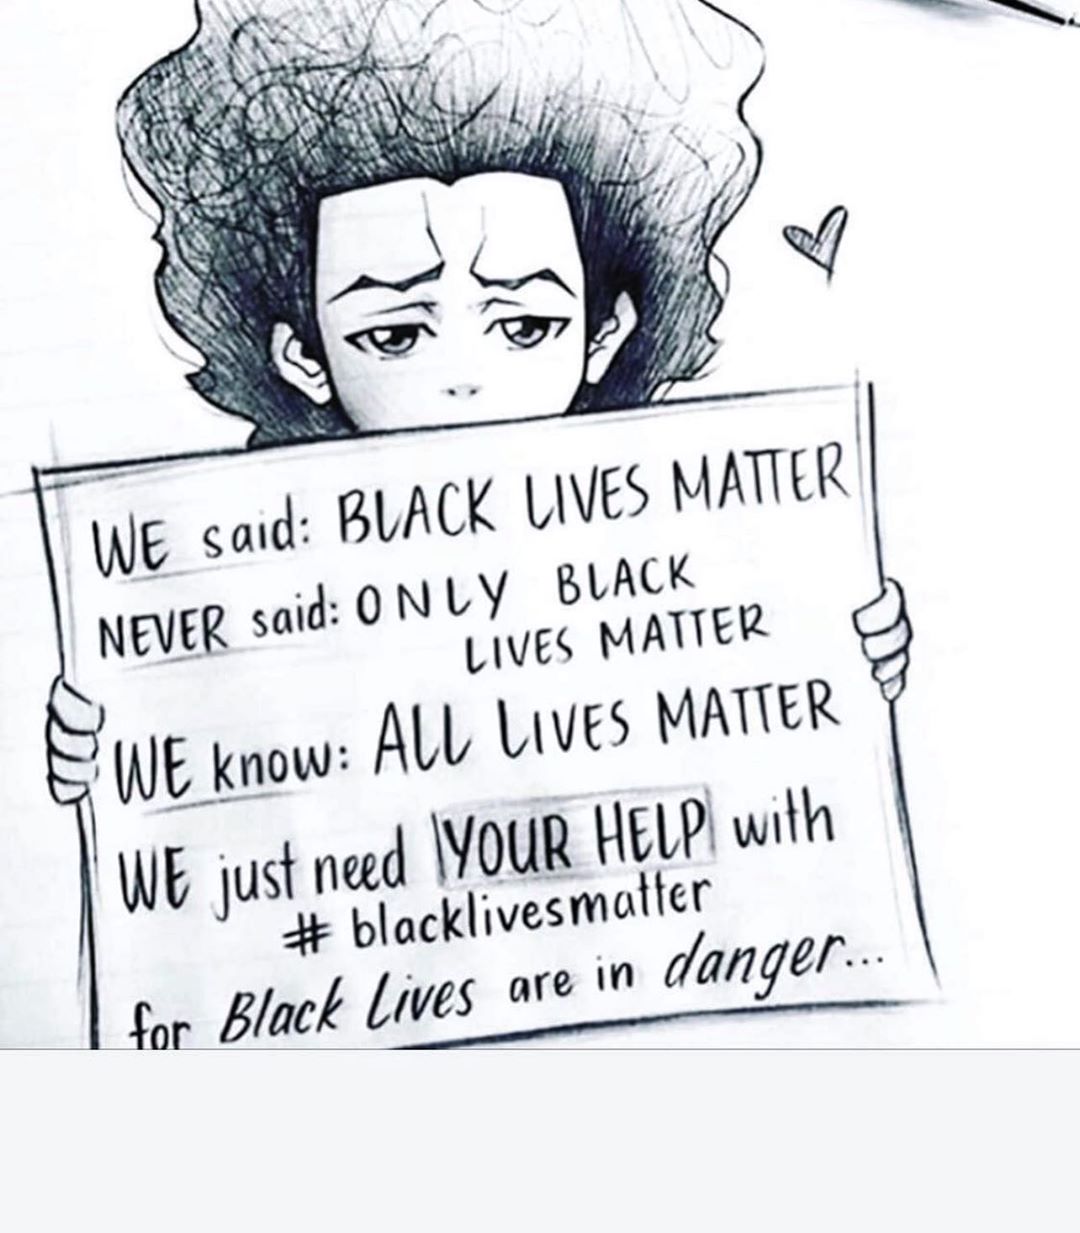 WE said: BLACK LIVES MATTER
NEVER said: ONLY BLACK
LIVES MATTER
WE know: ALL LIVES MATTER
WE just need YOUR HELP with
# blacklivesmatter
for Black Lives are in danger...